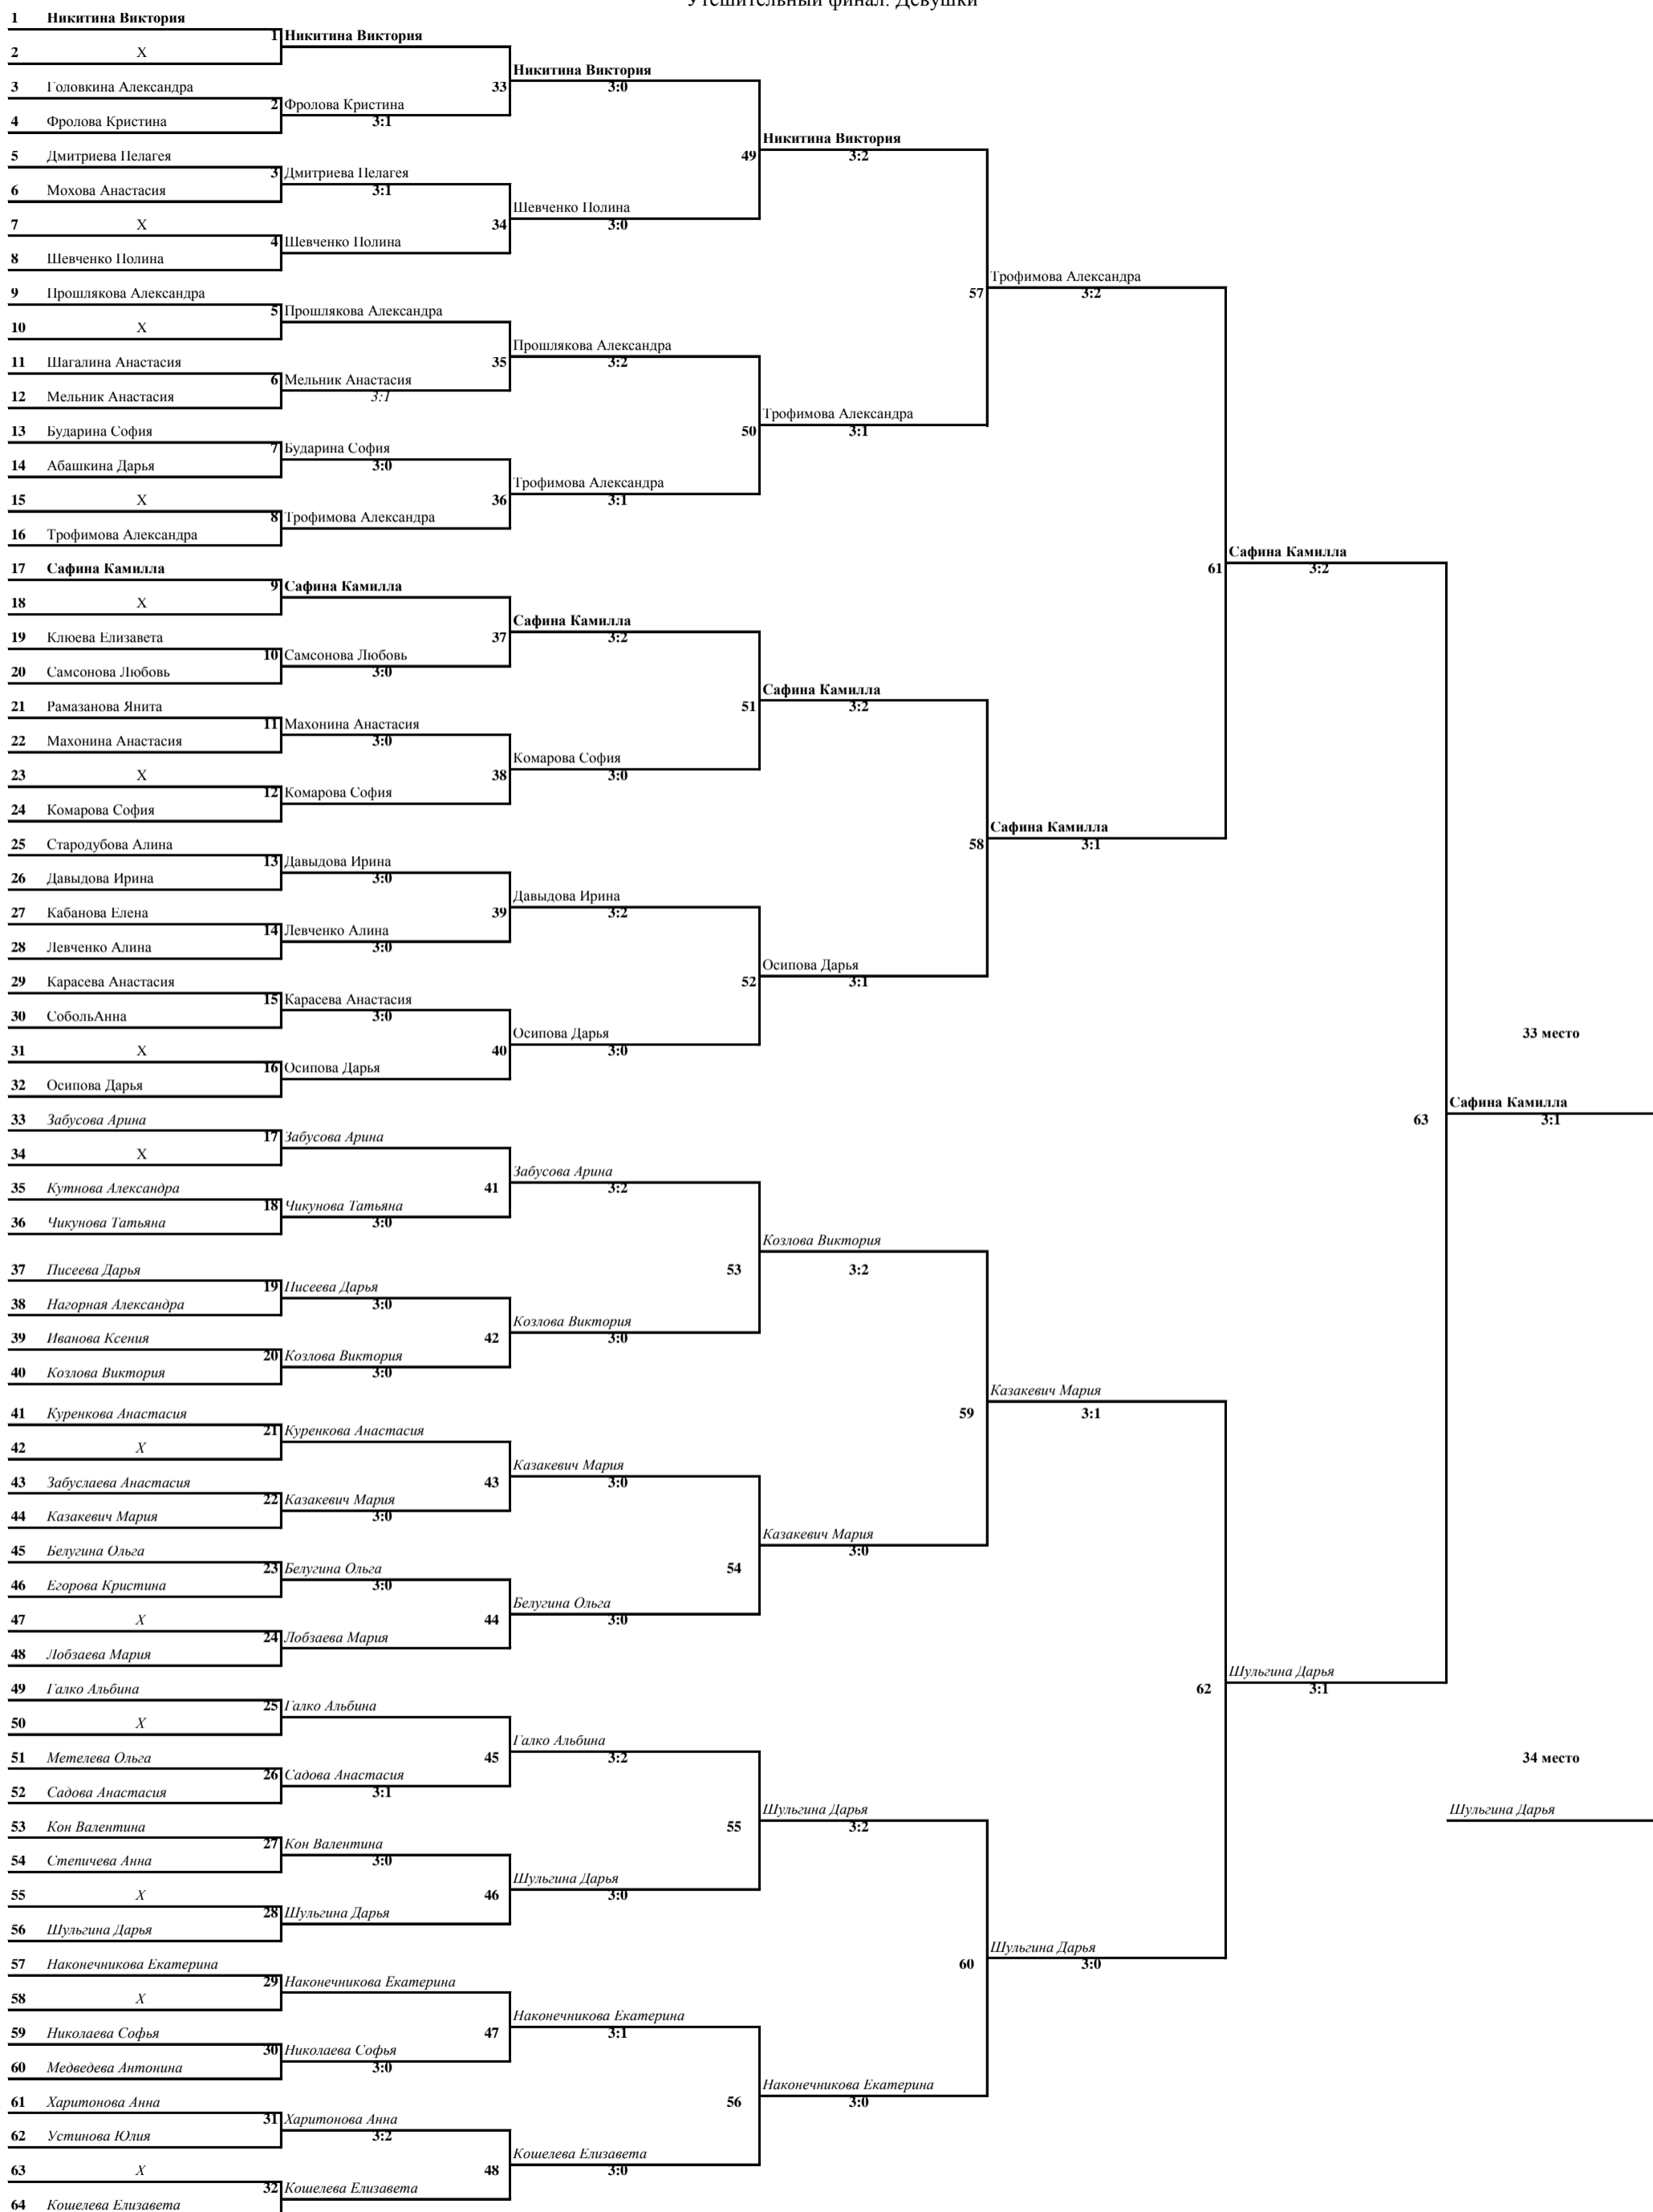 Утешительный финал. Девушки
1 Никитина Виктория
1 Никитина Виктория
2 X
Никитина Виктория
3 Головкина Александра
33 3:0
2 Фролова Кристина
4 Фролова Кристина
3:1
Никитина Виктория
5 Дмитриева Пелагея
49 3:2
3 Дмитриева Пелагея
6 Мохова Анастасия
3:1
Шевченко Полина
7 X
34 3:0
4 Шевченко Полина
8 Шевченко Полина
Трофимова Александра
9 Прошлякова Александра
57 3:2
5 Прошлякова Александра
10 X
Прошлякова Александра
11 Шагалина Анастасия
35 3:2
6 Мельник Анастасия
12 Мельник Анастасия
3:1
Трофимова Александра
13 Бударина София
50 3:1
7 Бударина София
14 Абашкина Дарья
3:0
Трофимова Александра
15 X
36 3:1
8 Трофимова Александра
16 Трофимова Александра
Сафина Камилла
17 Сафина Камилла
61 3:2
9 Сафина Камилла
18 X
Сафина Камилла
19 Клюева Елизавета
37 3:2
10 Самсонова Любовь
20 Самсонова Любовь
3:0
Сафина Камилла
21 Рамазанова Янита
51 3:2
11 Махонина Анастасия
22 Махонина Анастасия
3:0
Комарова София
23 X
38 3:0
12 Комарова София
24 Комарова София
Сафина Камилла
25 Стародубова Алина
58 3:1
13 Давыдова Ирина
26 Давыдова Ирина
3:0
Давыдова Ирина
27 Кабанова Елена
39 3:2
14 Левченко Алина
28 Левченко Алина
3:0
Осипова Дарья
29 Карасева Анастасия
52 3:1
15 Карасева Анастасия
30 СобольАнна
3:0
Осипова Дарья
33 место
31 X
40 3:0
16 Осипова Дарья
32 Осипова Дарья
Сафина Камилла
33 Забусова Арина
63 3:1
17 Забусова Арина
34 X
Забусова Арина
35 Кутнова Александра
41 3:2
18 Чикунова Татьяна
36 Чикунова Татьяна
3:0
Козлова Виктория
37 Писеева Дарья
53 3:2
19 Писеева Дарья
38 Нагорная Александра
3:0
Козлова Виктория
39 Иванова Ксения
42 3:0
20 Козлова Виктория
40 Козлова Виктория
3:0
Казакевич Мария
41 Куренкова Анастасия
59 3:1
21 Куренкова Анастасия
42 X
Казакевич Мария
43 Забуслаева Анастасия
43 3:0
22 Казакевич Мария
44 Казакевич Мария
3:0
Казакевич Мария
45 Белугина Ольга
3:0
23 Белугина Ольга
54
46 Егорова Кристина
3:0
Белугина Ольга
47 X
44 3:0
24 Лобзаева Мария
48 Лобзаева Мария
Шульгина Дарья
49 Галко Альбина
62 3:1
25 Галко Альбина
50 X
Галко Альбина
51 Метелева Ольга
45 3:2
34 место
26 Садова Анастасия
52 Садова Анастасия
3:1
Шульгина Дарья
Шульгина Дарья
53 Кон Валентина
55 3:2
27 Кон Валентина
54 Степичева Анна
3:0
Шульгина Дарья
55 X
46 3:0
28 Шульгина Дарья
56 Шульгина Дарья
Шульгина Дарья
57 Наконечникова Екатерина
60 3:0
29 Наконечникова Екатерина
58 X
Наконечникова Екатерина
59 Николаева Софья
47 3:1
30 Николаева Софья
60 Медведева Антонина
3:0
Наконечникова Екатерина
61 Харитонова Анна
56 3:0
31 Харитонова Анна
62 Устинова Юлия
3:2
Кошелева Елизавета
63 X
48 3:0
32 Кошелева Елизавета
64 Кошелева Елизавета